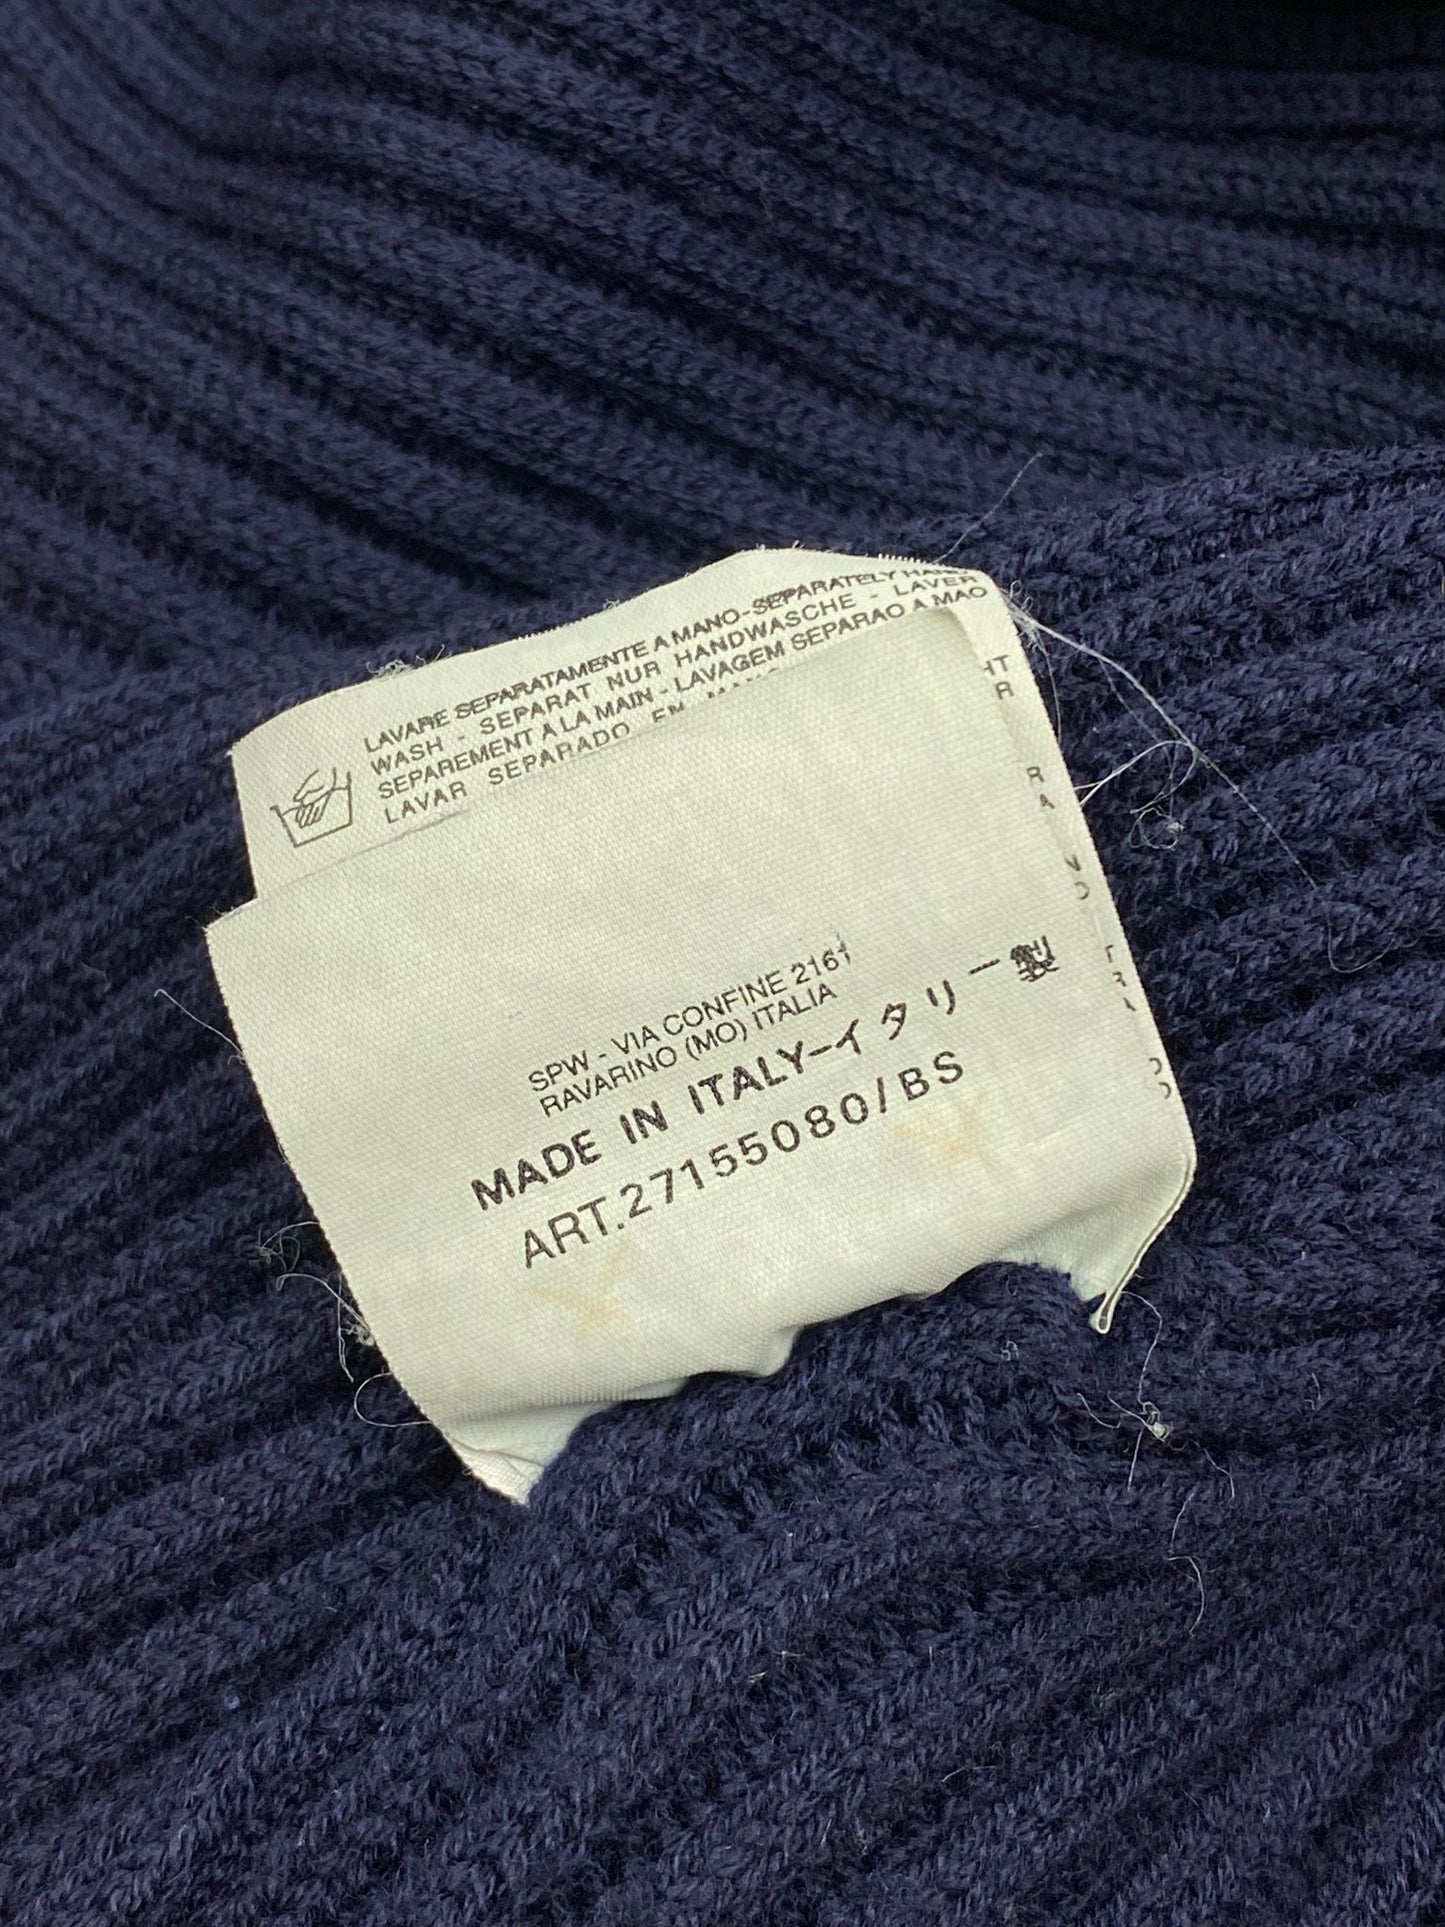 LAVARE SEPARATAMENTE A MANO-SEPARATELY
WASH - SEPARAT NUR HANDWASCHE - LAVER
SEPAREMENT A LA MAIN - LAVAGEM SEPARAO A MAO
LAVAR SEPARADO EM
SPW - VIA CONFINE 2161
RAVARINO (MO) ITALIA
MADE IN ITALY-イタリー製
ART.27155080/BS